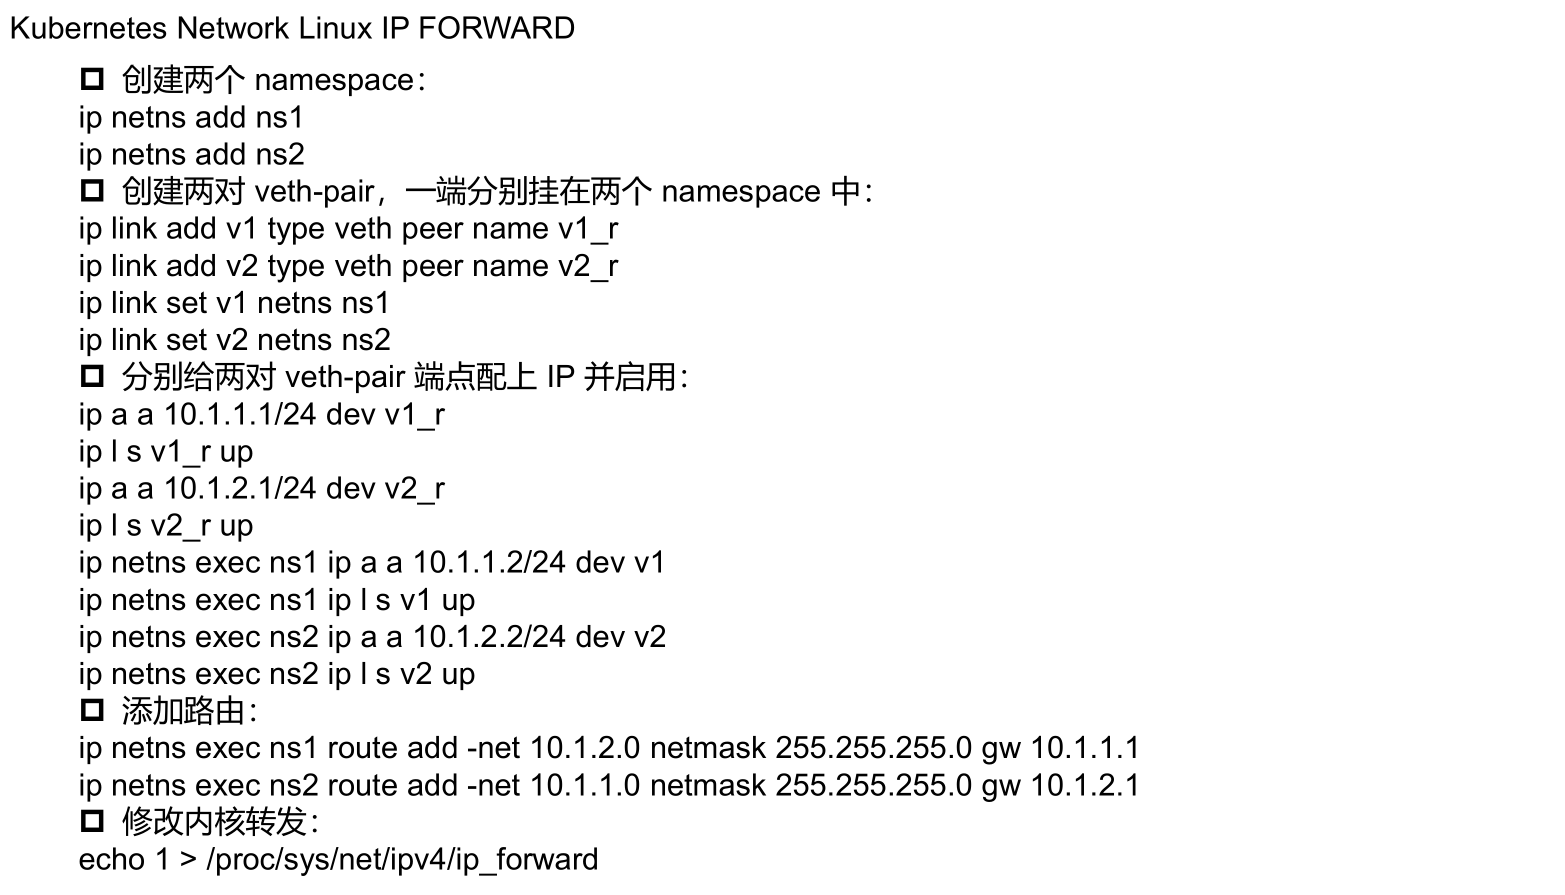 Kubernetes Network Linux IP FORWARD
创建两个 namespace：
ip netns add ns1
ip netns add ns2
创建两对 veth-pair，一端分别挂在两个 namespace 中：
ip link add v1 type veth peer name v1_r
ip link add v2 type veth peer name v2_r
ip link set v1 netns ns1
ip link set v2 netns ns2
分别给两对 veth-pair 端点配上 IP 并启用：
ip a a 10.1.1.1/24 dev v1_r
ip l s v1_r up
ip a a 10.1.2.1/24 dev v2_r
ip l s v2_r up
ip netns exec ns1 ip a a 10.1.1.2/24 dev v1
ip netns exec ns1 ip l s v1 up
ip netns exec ns2 ip a a 10.1.2.2/24 dev v2
ip netns exec ns2 ip l s v2 up
添加路由：
ip netns exec ns1 route add -net 10.1.2.0 netmask 255.255.255.0 gw 10.1.1.1
ip netns exec ns2 route add -net 10.1.1.0 netmask 255.255.255.0 gw 10.1.2.1
修改内核转发：
echo 1 > /proc/sys/net/ipv4/ip_forward